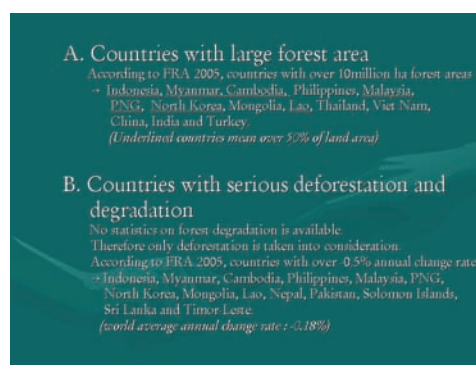 A. Countries with large forest area
According to FRA 2005, countries with over 10million ha forest areas
→ Indonesia, Myanmar, Cambodia, Philippines, Malaysia,
PNG, North Korea, Mongolia, Lao, Thailand, Viet Nam,
China, India and Turkey.
(Underlined countries mean over 50% of land area)
B. Countries with serious deforestation and
degradation
No statistics on forest degradation is available.
Therefore only deforestation is taken into consideration.
According to FRA 2005, countries with over -0.5% annual change rate
→ Indonesia, Myanmar, Cambodia, Philippines, Malaysia, PNG,
North Korea, Mongolia, Lao, Nepal, Pakistan, Solomon Islands,
Sri Lanka and Timor-Leste.
(world average annual change rate : -0.18%)